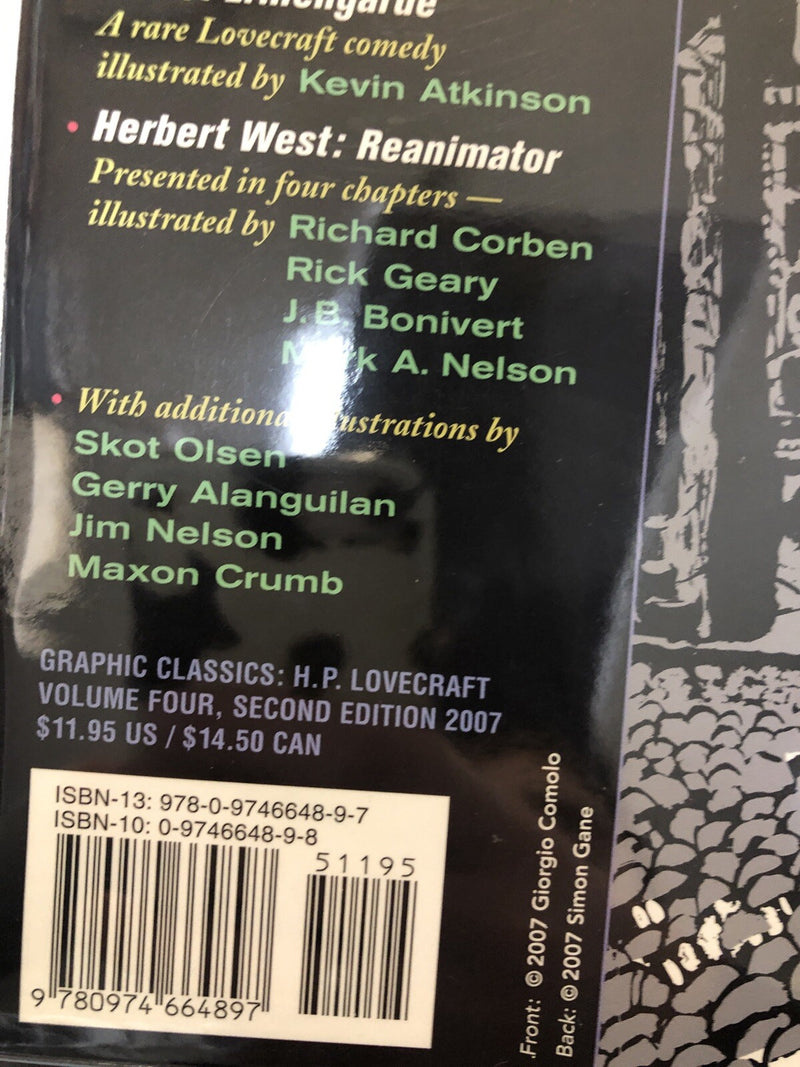 A rare Lovecraft comedy
illustrated by Kevin Atkinson
• Herbert West: Reanimator
Presented in four chapters —
illustrated by Richard Corben
Rick Geary
J.B. Bonivert
Mark A. Nelson
• With additional illustrations by
Skot Olsen
Gerry Alanguilan
Jim Nelson
Maxon Crumb
GRAPHIC CLASSICS: H.P. LOVECRAFT
VOLUME FOUR, SECOND EDITION 2007
$11.95 US / $14.50 CAN
ISBN-13: 978-0-9746648-9-7
ISBN-10: 0-9746648-9-8
51195
9 780974 664897
Front: © 2007 Giorgio Comolo
Back: © 2007 Simon Gane